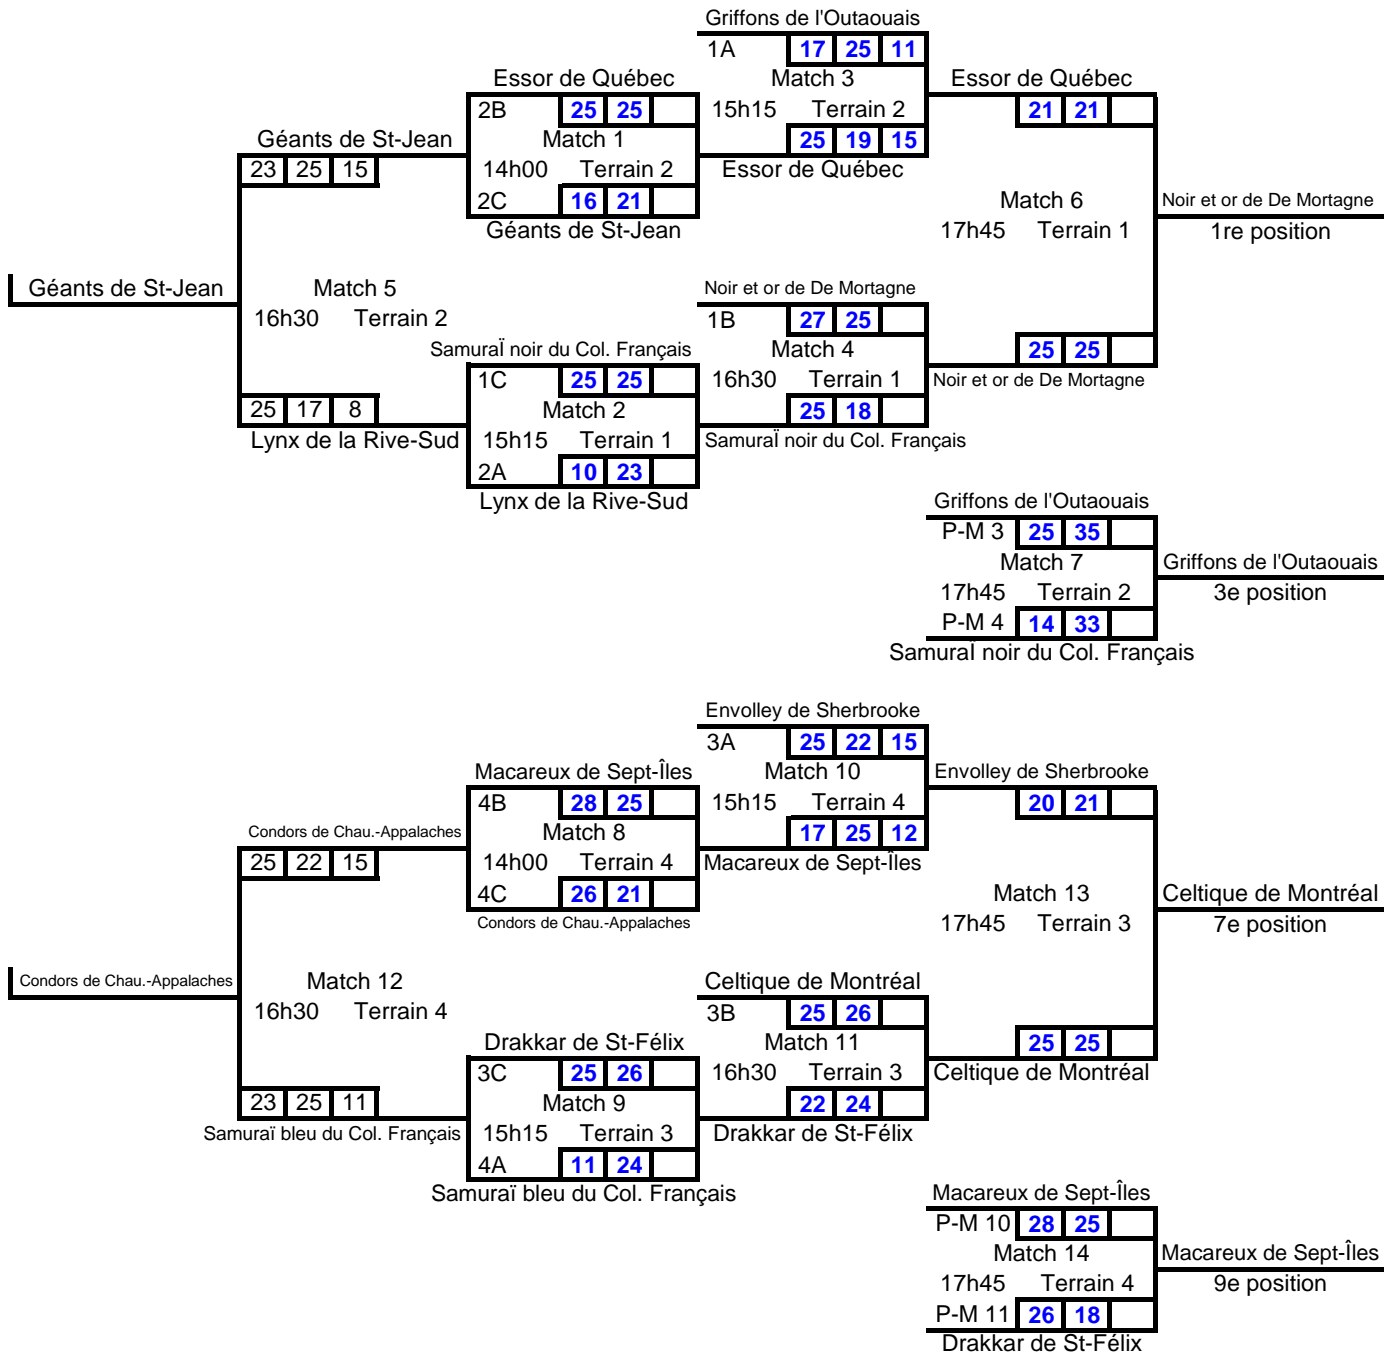 Griffons de l'Outaouais
1A 17 25 11
Match 3
15h15 Terrain 2
25 19 15
Essor de Québec
Essor de Québec
2B 25 25
Match 1
14h00 Terrain 2
2C 16 21
Géants de St-Jean
Géants de St-Jean
23 25 15
Géants de St-Jean
Match 5
16h30 Terrain 2
25 17 8
Lynx de la Rive-Sud
SamuraÏ noir du Col. Français
1C 25 25
Match 2
15h15 Terrain 1
2A 10 23
Lynx de la Rive-Sud
Noir et or de De Mortagne
1B 27 25
Match 4
16h30 Terrain 1
25 18
SamuraÏ noir du Col. Français
Essor de Québec
21 21
Match 6
17h45 Terrain 1
25 25
Noir et or de De Mortagne
Noir et or de De Mortagne
1re position
Griffons de l'Outaouais
P-M 3 25 35
Match 7
17h45 Terrain 2
P-M 4 14 33
SamuraÏ noir du Col. Français
Griffons de l'Outaouais
3e position
Envolley de Sherbrooke
3A 25 22 15
Match 10
15h15 Terrain 4
17 25 12
Macareux de Sept-Îles
Macareux de Sept-Îles
4B 28 25
Match 8
14h00 Terrain 4
4C 26 21
Condors de Chau.-Appalaches
Condors de Chau.-Appalaches
25 22 15
Condors de Chau.-Appalaches
Match 12
16h30 Terrain 4
23 25 11
Samuraï bleu du Col. Français
Drakkar de St-Félix
3C 25 26
Match 9
15h15 Terrain 3
4A 11 24
Samuraï bleu du Col. Français
Celtique de Montréal
3B 25 26
Match 11
16h30 Terrain 3
22 24
Drakkar de St-Félix
Envolley de Sherbrooke
20 21
Match 13
17h45 Terrain 3
25 25
Celtique de Montréal
Celtique de Montréal
7e position
Macareux de Sept-Îles
P-M 10 28 25
Match 14
17h45 Terrain 4
P-M 11 26 18
Drakkar de St-Félix
Macareux de Sept-Îles
9e position